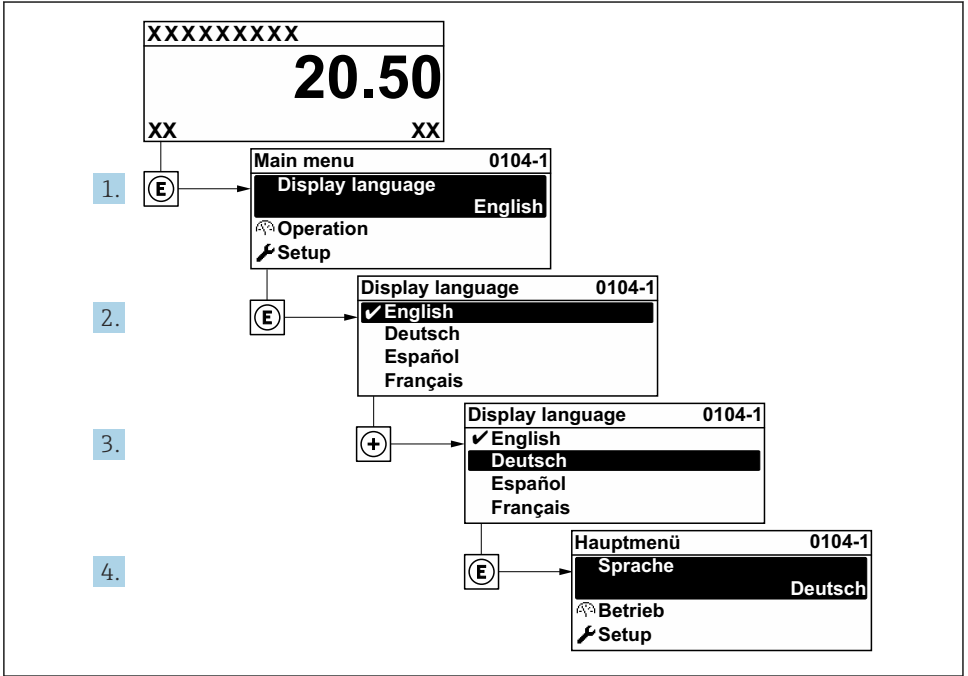 XXXXXXXXX
20.50
XX XX
1. E
Main menu 0104-1
Display language
English
Operation
Setup
2. E
Display language 0104-1
✔English
Deutsch
Español
Français
3. +
Display language 0104-1
✔English
Deutsch
Español
Français
4. E
Hauptmenü 0104-1
Sprache
Deutsch
Betrieb
Setup